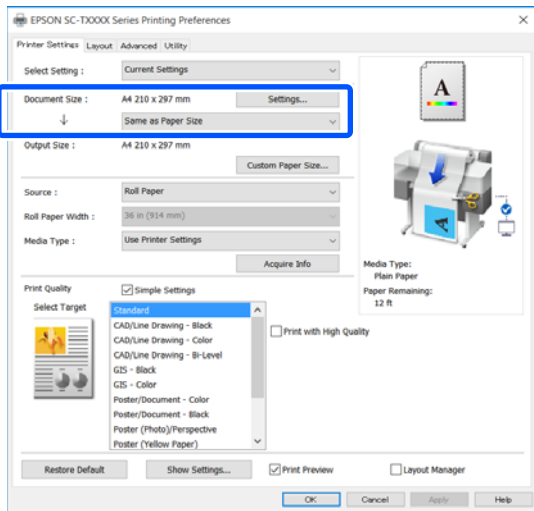 EPSON SC-TXXXX Series Printing Preferences
Printer Settings Layout Advanced Utility
Select Setting : Current Settings
Document Size : A4 210 x 297 mm Settings...
↓ Same as Paper Size
Output Size : A4 210 x 297 mm
Custom Paper Size...
Source : Roll Paper
Roll Paper Width : 36 in (914 mm)
Media Type : Use Printer Settings
Acquire Info
A
Media Type:
Plain Paper
Paper Remaining:
12 ft
Print Quality Simple Settings
Select Target
Standard
CAD/Line Drawing - Black
CAD/Line Drawing - Color
CAD/Line Drawing - Bi-Level
GIS - Black
GIS - Color
Poster/Document - Color
Poster/Document - Black
Poster (Photo)/Perspective
Poster (Yellow Paper)
Print with High Quality
Restore Default Show Settings... Print Preview Layout Manager
OK Cancel Apply Help